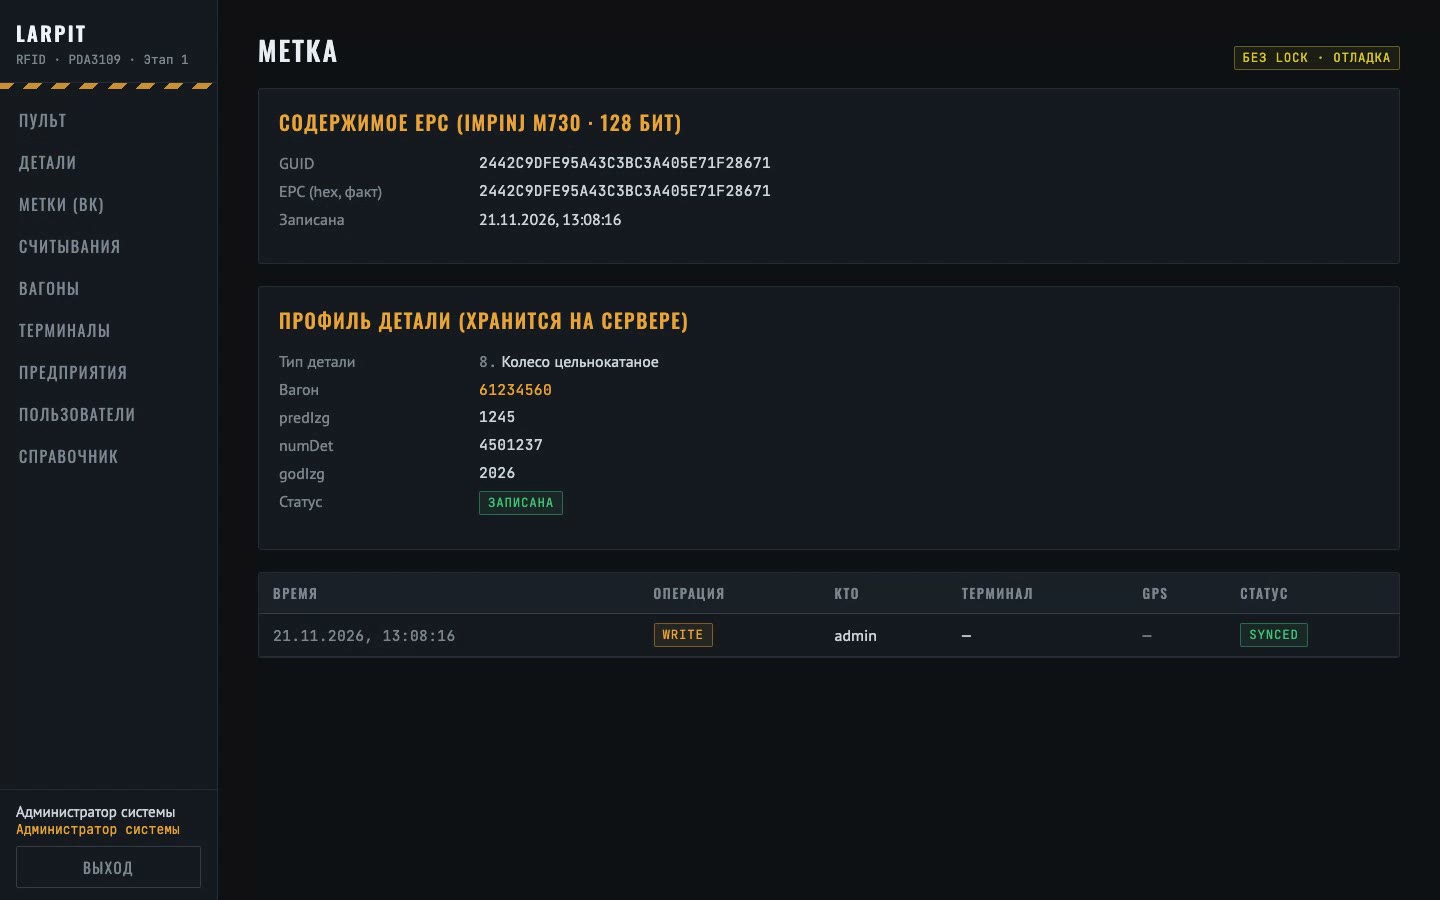 LARPIT
RFID · PDA3109 · Этап 1
ПУЛЬТ
ДЕТАЛИ
МЕТКИ (ВК)
СЧИТЫВАНИЯ
ВАГОНЫ
ТЕРМИНАЛЫ
ПРЕДПРИЯТИЯ
ПОЛЬЗОВАТЕЛИ
СПРАВОЧНИК
Администратор системы
Администратор системы
ВЫХОД
МЕТКА
БЕЗ LOCK · ОТЛАДКА
СОДЕРЖИМОЕ EPC (IMPINJ M730 · 128 БИТ)
GUID 2442C9DFE95A43C3BC3A405E71F28671
EPC (hex, факт) 2442C9DFE95A43C3BC3A405E71F28671
Записана 21.11.2026, 13:08:16
ПРОФИЛЬ ДЕТАЛИ (ХРАНИТСЯ НА СЕРВЕРЕ)
Тип детали 8. Колесо цельнокатаное
Вагон 61234560
predIzg 1245
numDet 4501237
godIzg 2026
Статус ЗАПИСАНА
ВРЕМЯ ОПЕРАЦИЯ КТО ТЕРМИНАЛ GPS СТАТУС
21.11.2026, 13:08:16 WRITE admin — — SYNCED